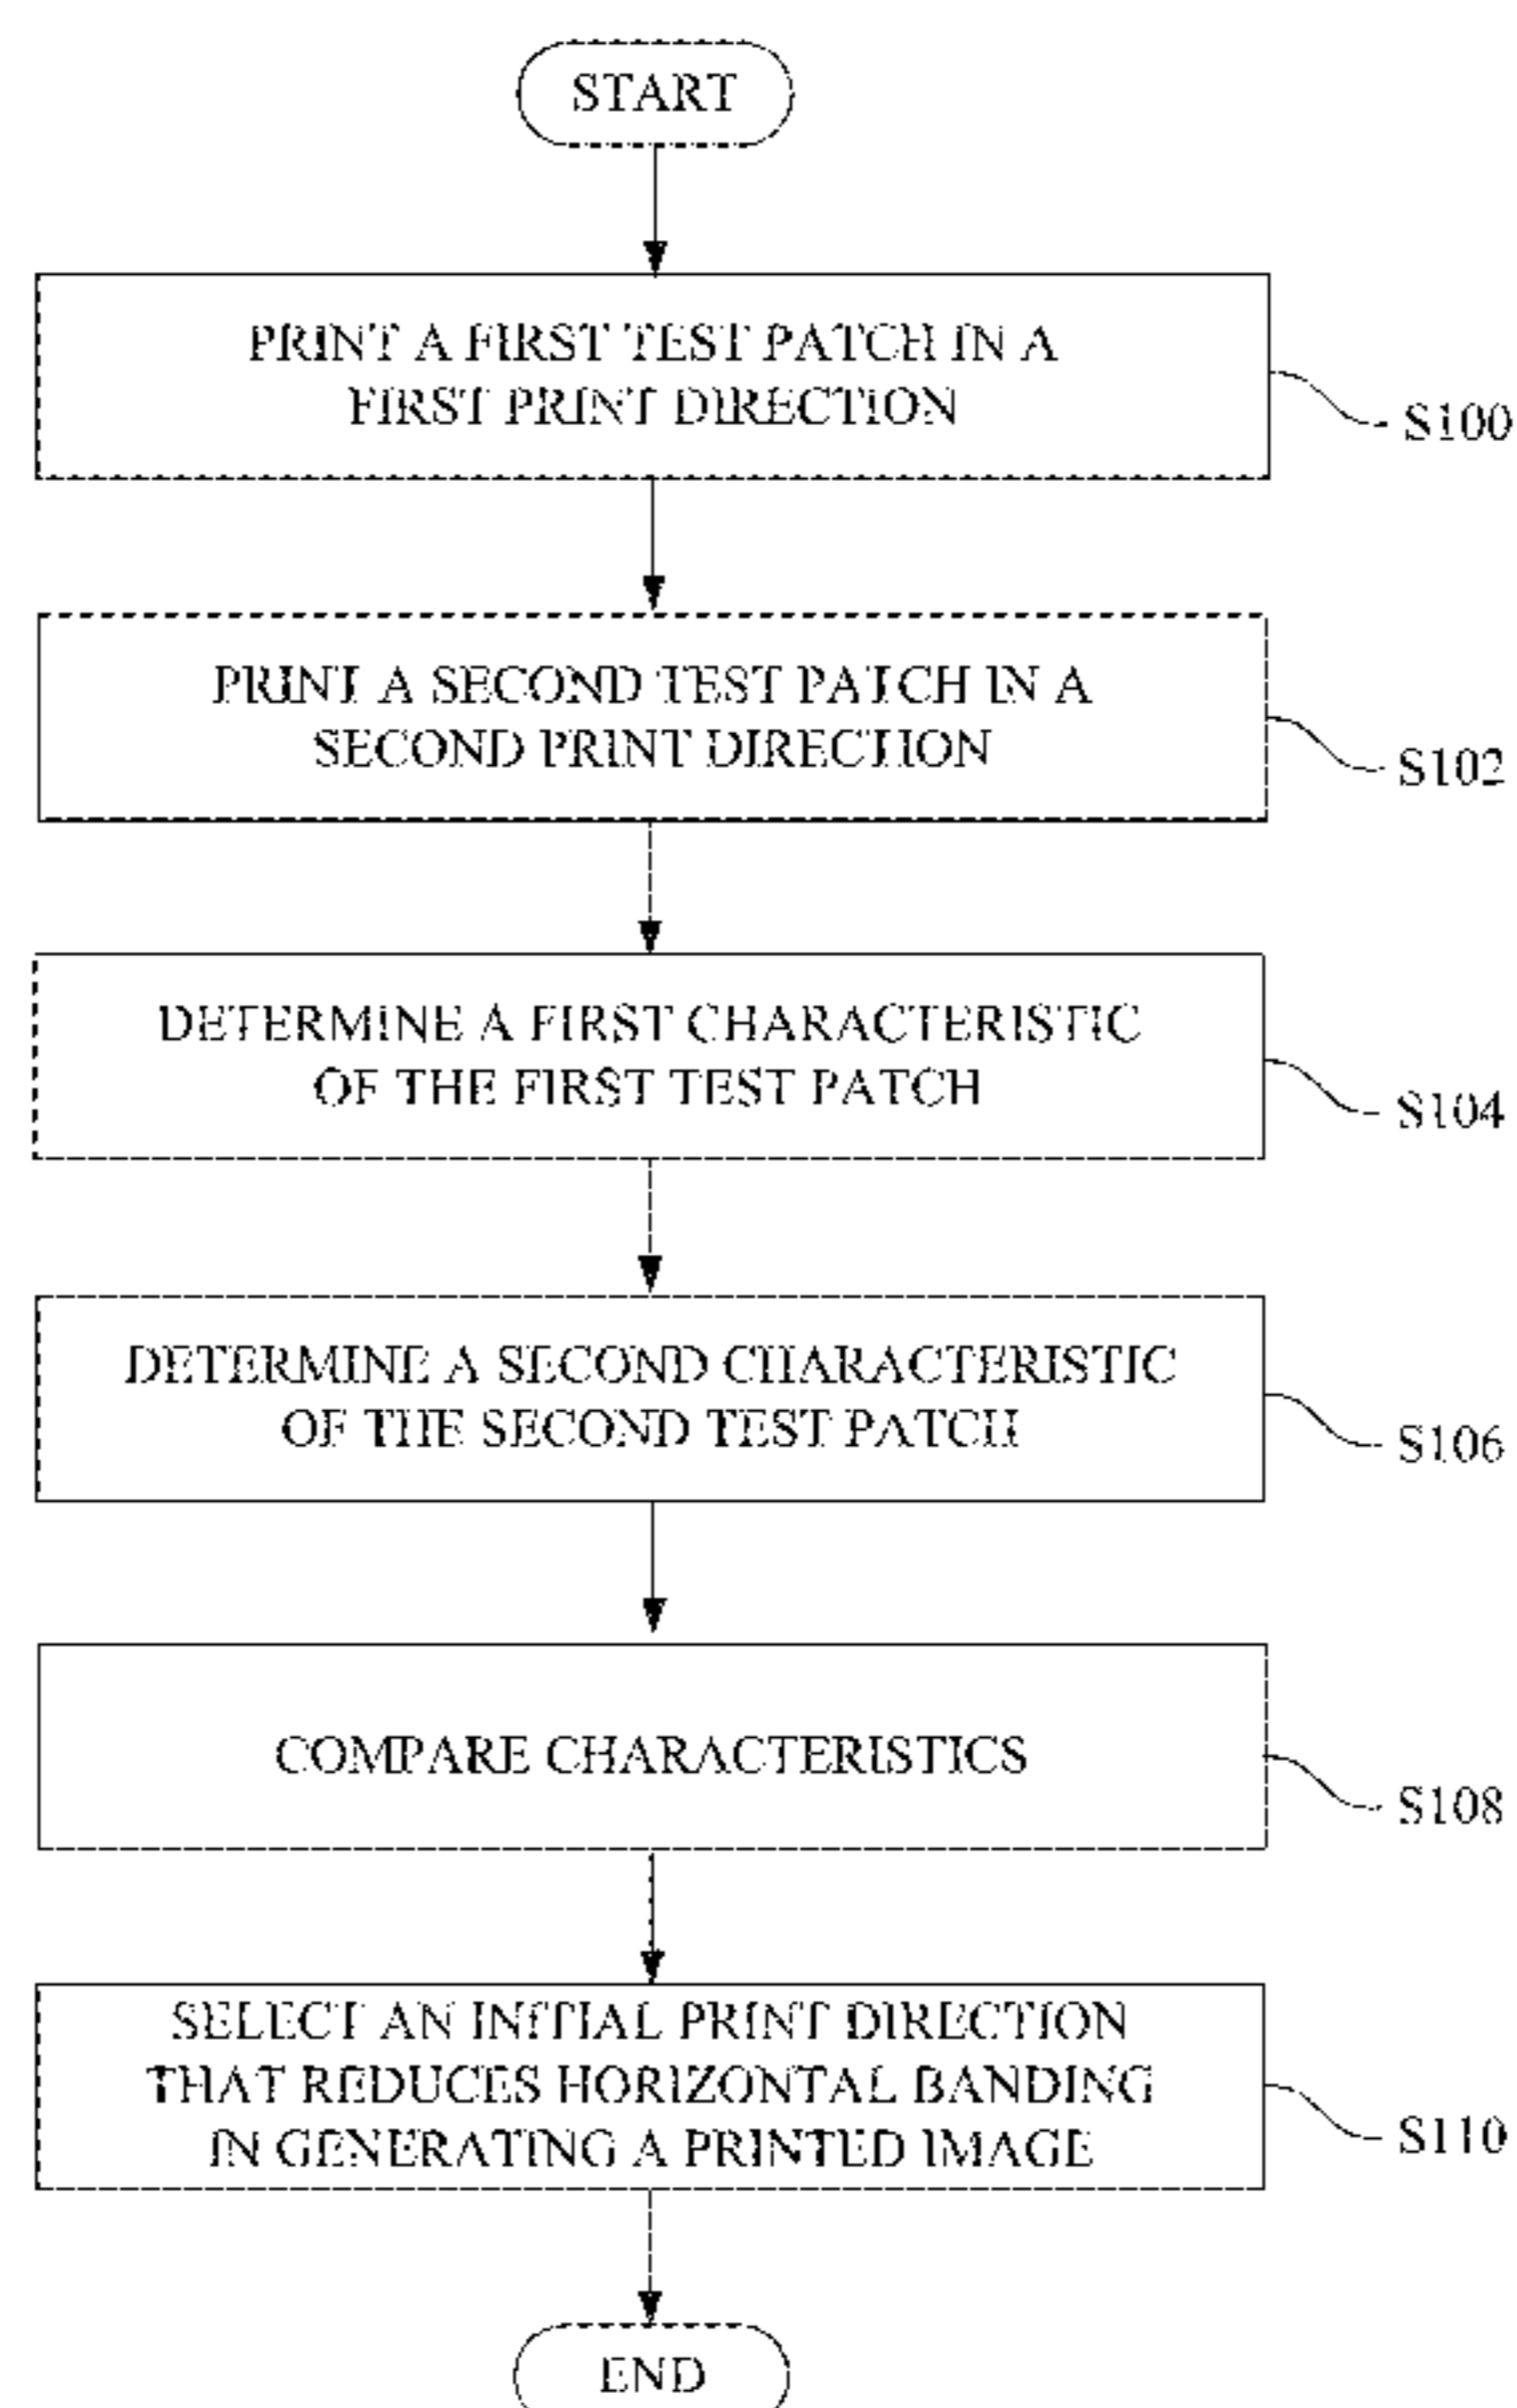 START
PRINT A FIRST TEST PATCH IN A
FIRST PRINT DIRECTION
S100
PRINT A SECOND TEST PATCH IN A
SECOND PRINT DIRECTION
S102
DETERMINE A FIRST CHARACTERISTIC
OF THE FIRST TEST PATCH
S104
DETERMINE A SECOND CHARACTERISTIC
OF THE SECOND TEST PATCH
S106
COMPARE CHARACTERISTICS
S108
SELECT AN INITIAL PRINT DIRECTION
THAT REDUCES HORIZONTAL BANDING
IN GENERATING A PRINTED IMAGE
S110
END